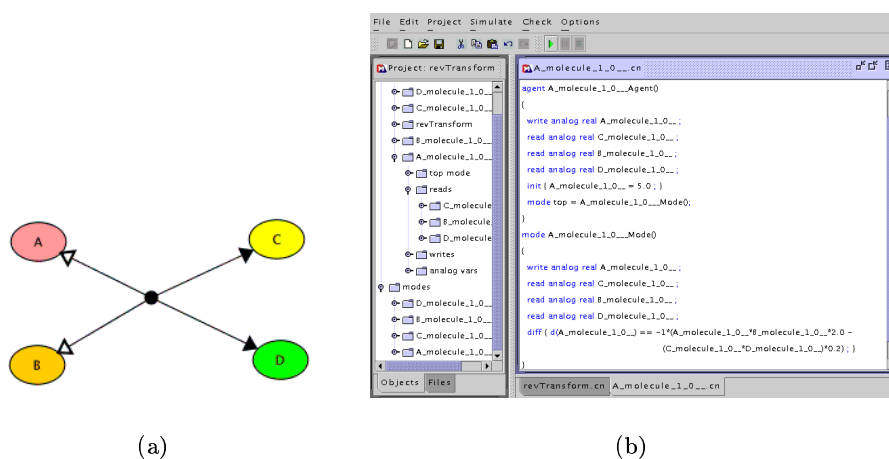 A
C
B
D
(a)
File Edit Project Simulate Check Options
Project: revTransform
D_molecule_1_0__
C_molecule_1_0__
revTransform
B_molecule_1_0__
A_molecule_1_0__
top mode
reads
C_molecule
B_molecule_
D_molecule
writes
analog vars
modes
D_molecule_1_0__
B_molecule_1_0__
C_molecule_1_0__
A_molecule_1_0__
Objects Files
A_molecule_1_0__.cn
agent A_molecule_1_0___Agent()
{
write analog real A_molecule_1_0__ ;
read analog real C_molecule_1_0__ ;
read analog real B_molecule_1_0__ ;
read analog real D_molecule_1_0__ ;
init { A_molecule_1_0__ = 5.0 ; }
mode top = A_molecule_1_0___Mode();
}
mode A_molecule_1_0___Mode()
{
write analog real A_molecule_1_0__ ;
read analog real C_molecule_1_0__ ;
read analog real B_molecule_1_0__ ;
read analog real D_molecule_1_0__ ;
diff { d(A_molecule_1_0__) == -1*(A_molecule_1_0__*B_molecule_1_0__*2.0 -
(C_molecule_1_0__*D_molecule_1_0__)*0.2) ; }
}
revTransform.cn A_molecule_1_0__.cn
(b)